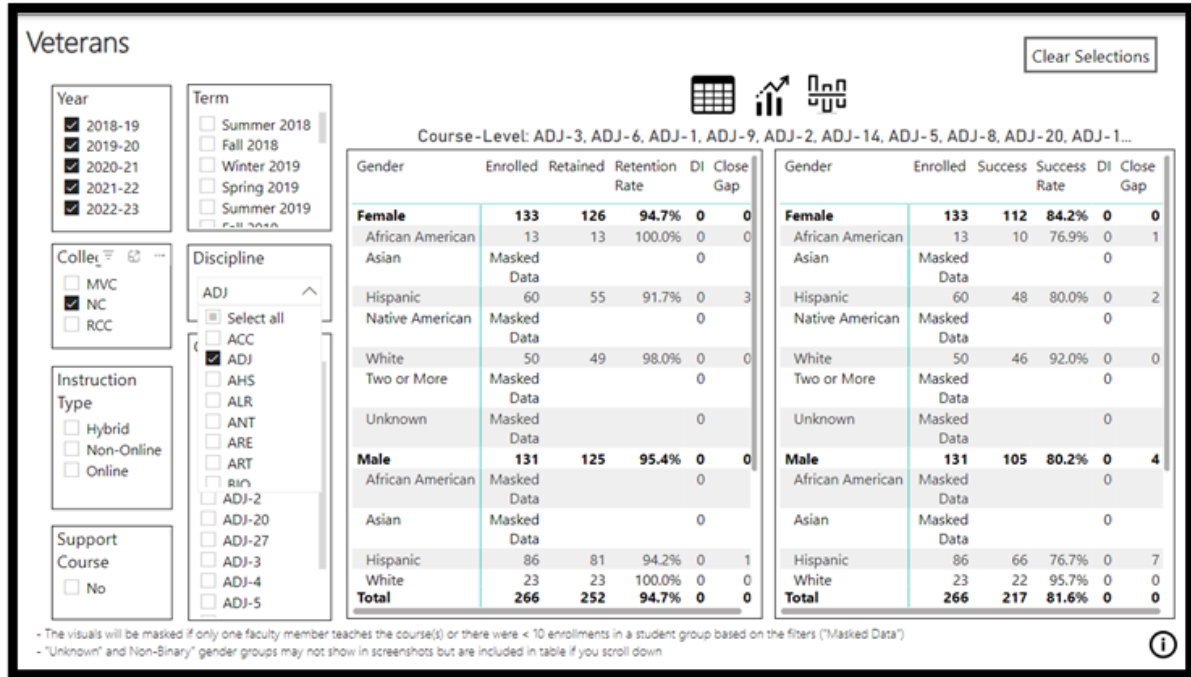 Veterans
Clear Selections
Year
2018-19
2019-20
2020-21
2021-22
2022-23
Term
Summer 2018
Fall 2018
Winter 2019
Spring 2019
Summer 2019
Fall 2019
MVC
NC
RCC
Discipline
ADJ
Select all
ACC
ADJ
AHS
ALR
ANT
ARE
ART
BIO
ADJ-2
ADJ-20
ADJ-27
ADJ-3
ADJ-4
ADJ-5
Instruction
Type
Hybrid
Non-Online
Online
Support
Course
No
Course-Level: ADJ-3, ADJ-6, ADJ-1, ADJ-9, ADJ-2, ADJ-14, ADJ-5, ADJ-8, ADJ-20, ADJ-1...
Gender Enrolled Retained Retention DI Close
Rate Gap
Female 133 126 94.7% 0 0
African American 13 13 100.0% 0 0
Asian Masked 0
Data
Hispanic 60 55 91.7% 0 3
Native American Masked 0
Data
White 50 49 98.0% 0 0
Two or More Masked 0
Data
Unknown Masked 0
Data
Male 131 125 95.4% 0 0
African American Masked 0
Data
Asian Masked 0
Data
Hispanic 86 81 94.2% 0 1
White 23 23 100.0% 0 0
Total 266 252 94.7% 0 0
Gender Enrolled Success Success DI Close
Rate Gap
Female 133 112 84.2% 0 0
African American 13 10 76.9% 0 1
Asian Masked 0
Data
Hispanic 60 48 80.0% 0 2
Native American Masked 0
Data
White 50 46 92.0% 0 0
Two or More Masked 0
Data
Unknown Masked 0
Data
Male 131 105 80.2% 0 4
African American Masked 0
Data
Asian Masked 0
Data
Hispanic 86 66 76.7% 0 7
White 23 22 95.7% 0 0
Total 266 217 81.6% 0 0
- The visuals will be masked if only one faculty member teaches the course(s) or there were < 10 enrollments in a student group based on the filters ("Masked Data")
- "Unknown" and Non-Binary" gender groups may not show in screenshots but are included in table if you scroll down